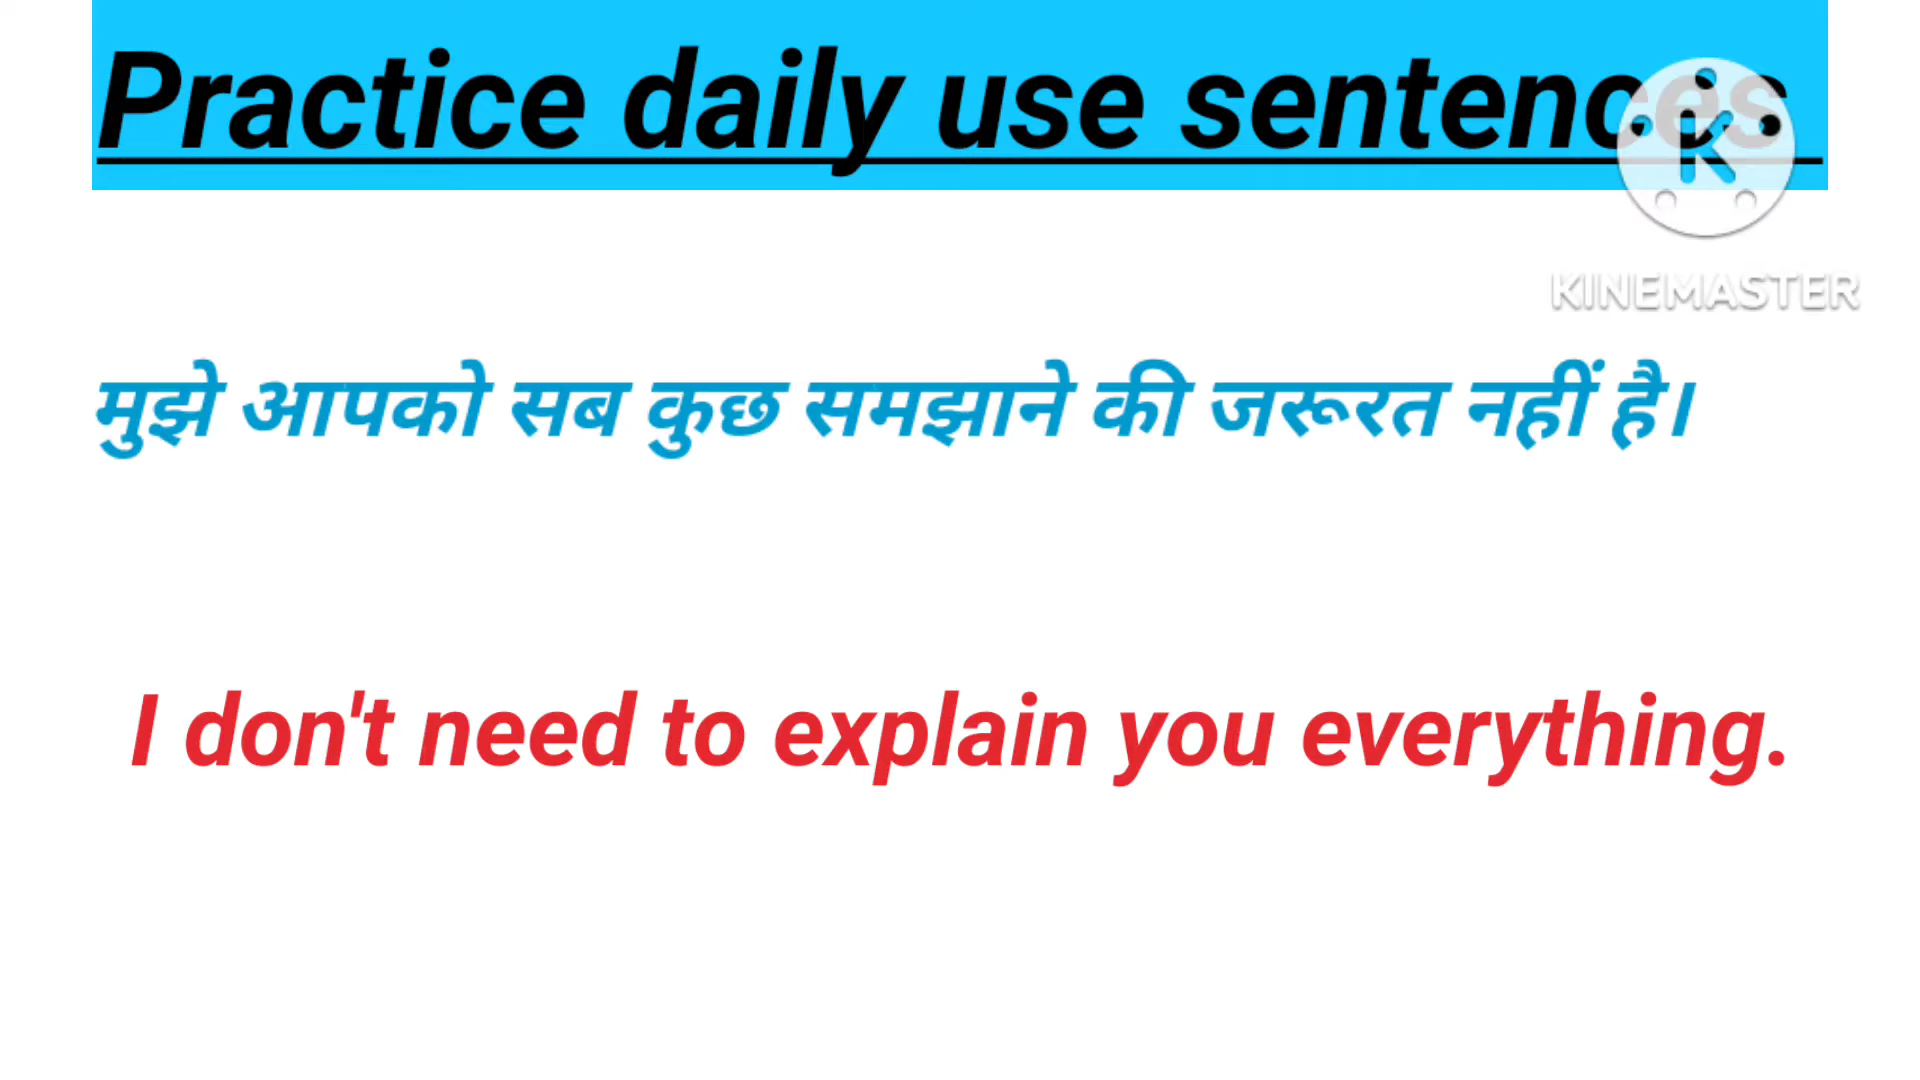 Practice daily use sentences
KINEMASTER
मुझे आपको सब कुछ समझाने की जरूरत नहीं है।
I don't need to explain you everything.